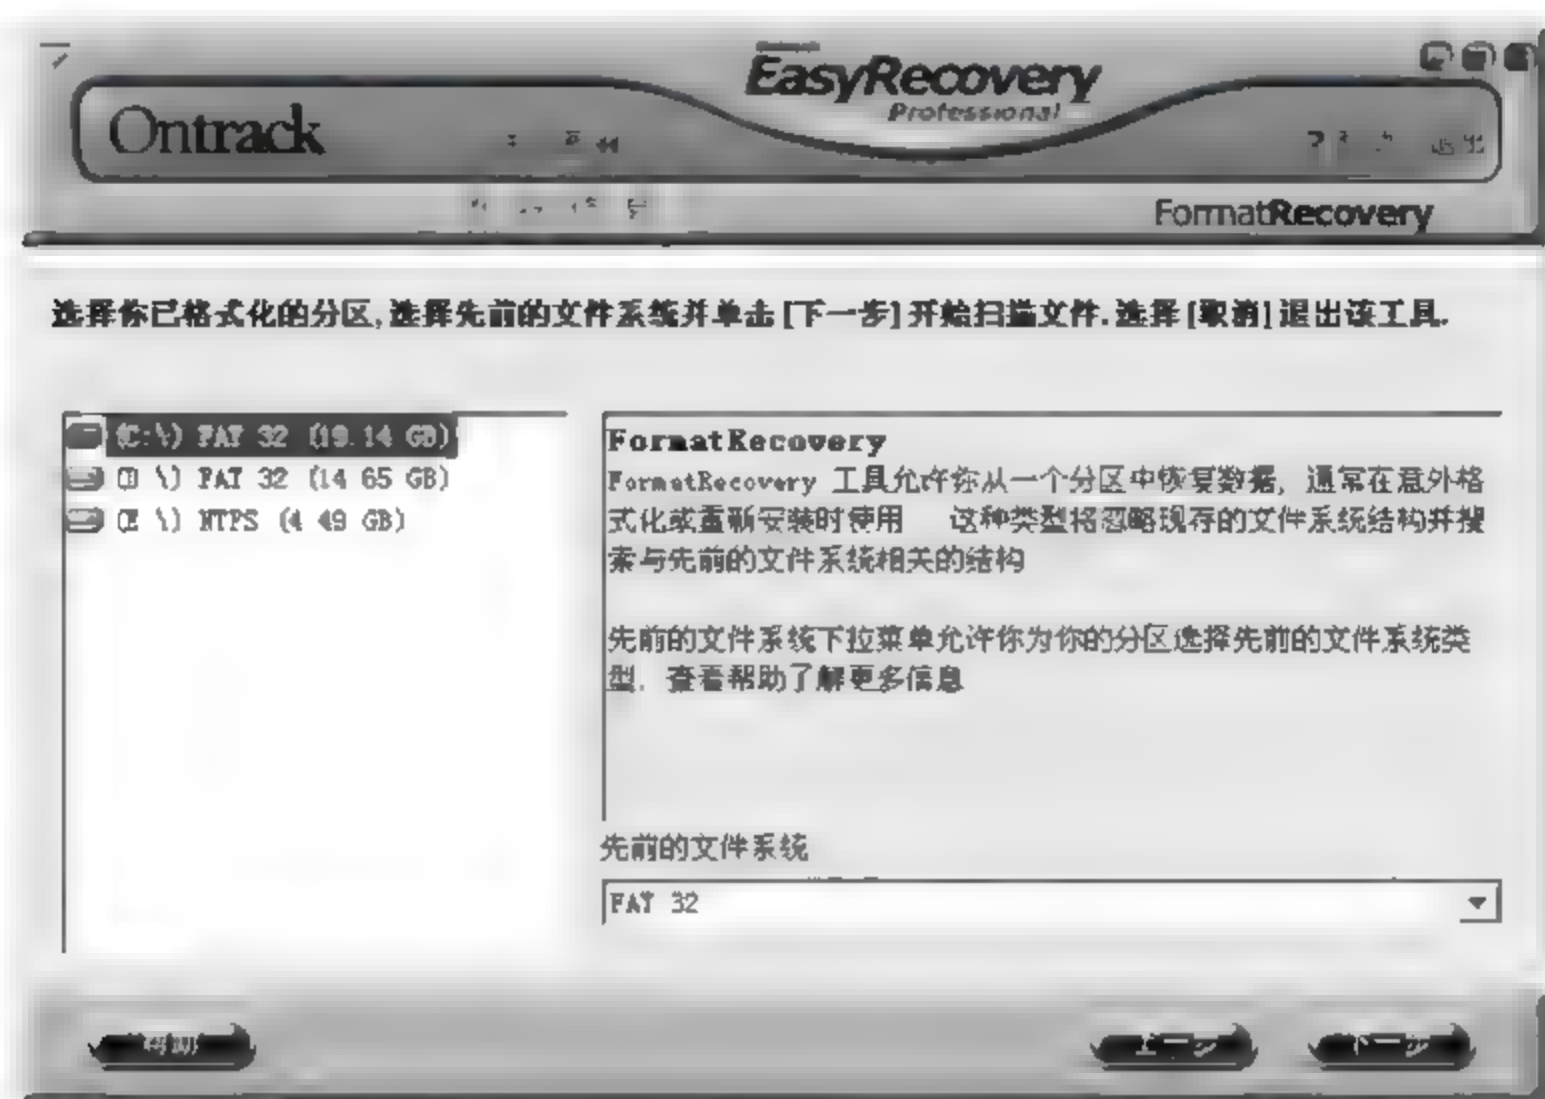 EasyRecovery
Professional
Ontrack
FormatRecovery
选择你已格式化的分区,选择先前的文件系统并单击[下一步]开始扫描文件.选择[取消]退出该工具.
(C:\) FAT 32 (19.14 GB)
(D:\) FAT 32 (14.65 GB)
(E:\) NTFS (4.49 GB)
FormatRecovery
FormatRecovery 工具允许你从一个分区中恢复数据, 通常在意外格
式化或重新安装时使用 这种类型将忽略现存的文件系统结构并搜
索与先前的文件系统相关的结构
先前的文件系统下拉菜单允许你为你的分区选择先前的文件系统类
型. 查看帮助了解更多信息
先前的文件系统
FAT 32
帮助
上一步
下一步